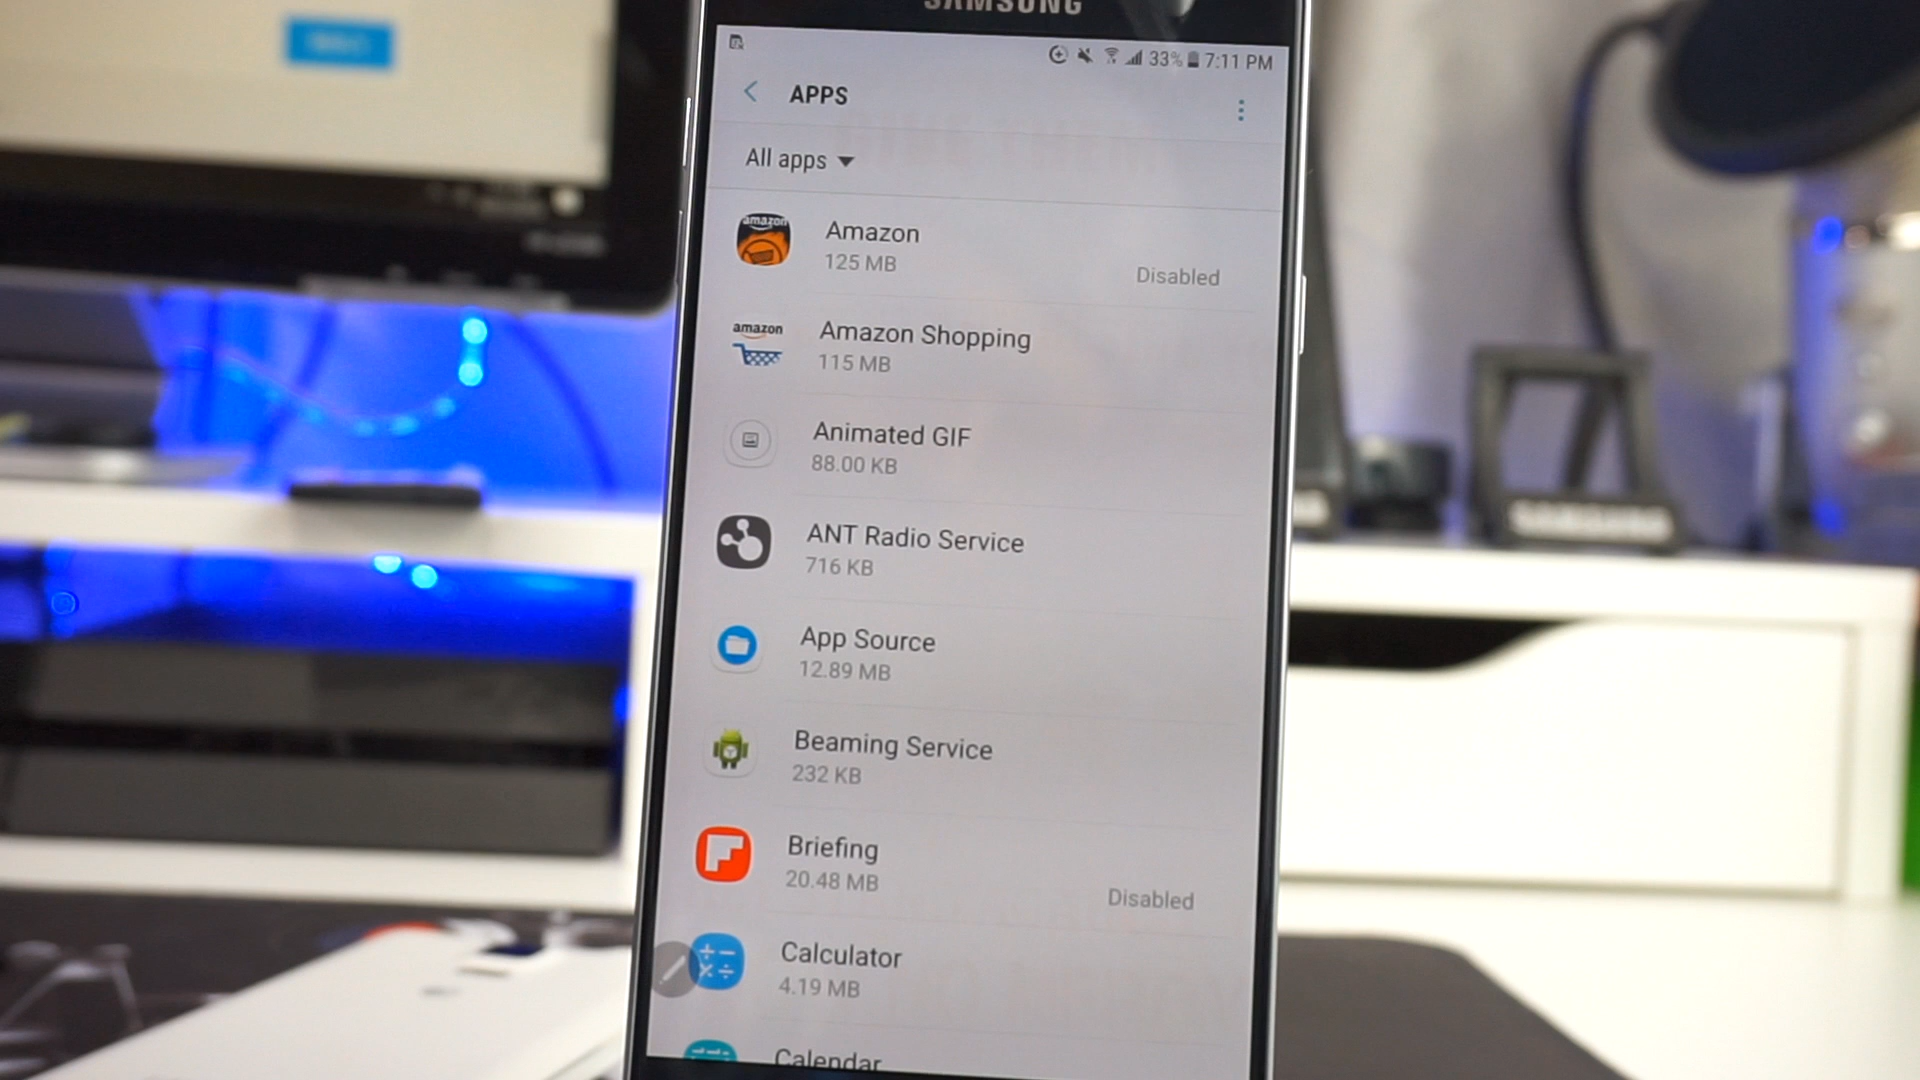 SAMSUNG
33% 7:11 PM
APPS
All apps
amazon
Amazon
125 MB
Disabled
amazon
Amazon Shopping
115 MB
Animated GIF
88.00 KB
ANT Radio Service
716 KB
App Source
12.89 MB
Beaming Service
232 KB
Briefing
20.48 MB
Disabled
Calculator
4.19 MB
Calendar
SAMSUNG